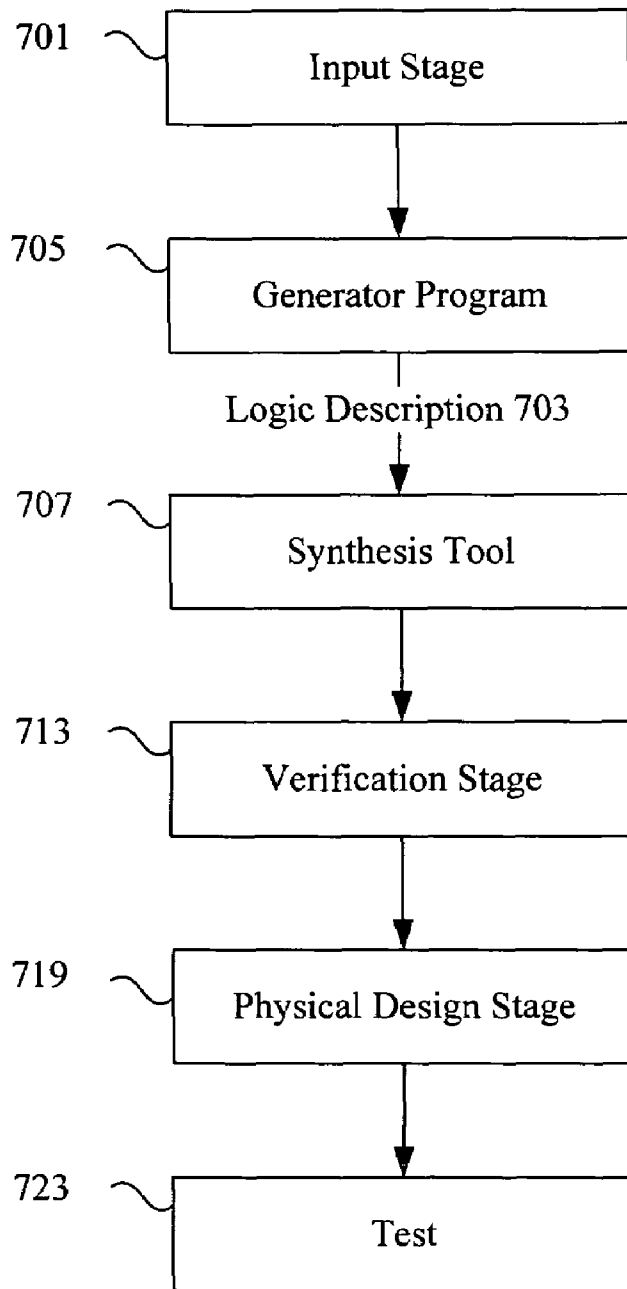 701
Input Stage
705
Generator Program
Logic Description 703
707
Synthesis Tool
713
Verification Stage
719
Physical Design Stage
723
Test